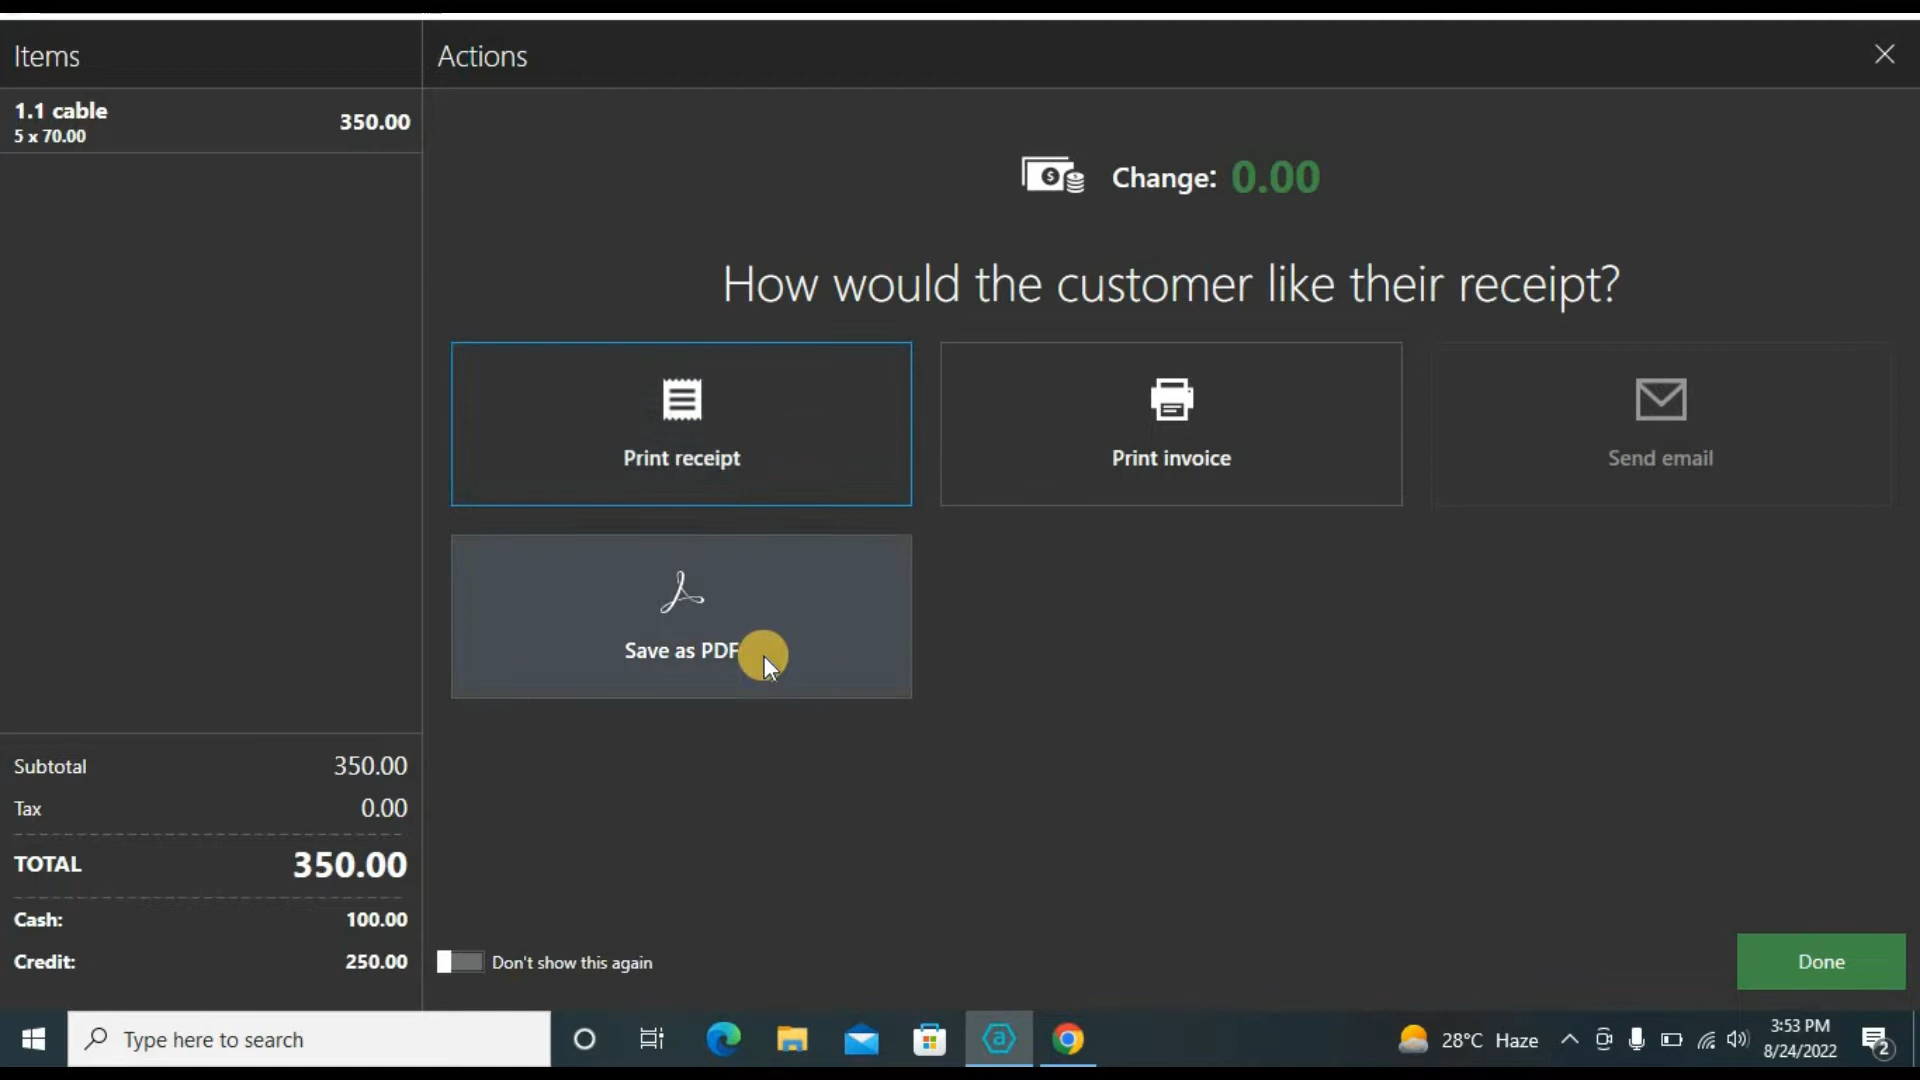 Items
Actions
1.1 cable
5 x 70.00
350.00
Change: 0.00
How would the customer like their receipt?
Print receipt
Print invoice
Send email
Save as PDF
Subtotal 350.00
Tax 0.00
TOTAL 350.00
Cash: 100.00
Credit: 250.00
Don't show this again
Done
Type here to search
28°C Haze
3:53 PM
8/24/2022
2